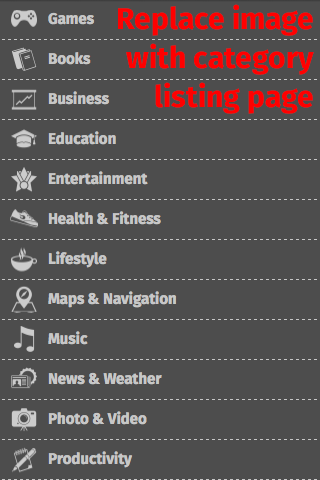 Games
Replace image
with category
listing page
Books
Business
Education
Entertainment
Health & Fitness
Lifestyle
Maps & Navigation
Music
News & Weather
Photo & Video
Productivity